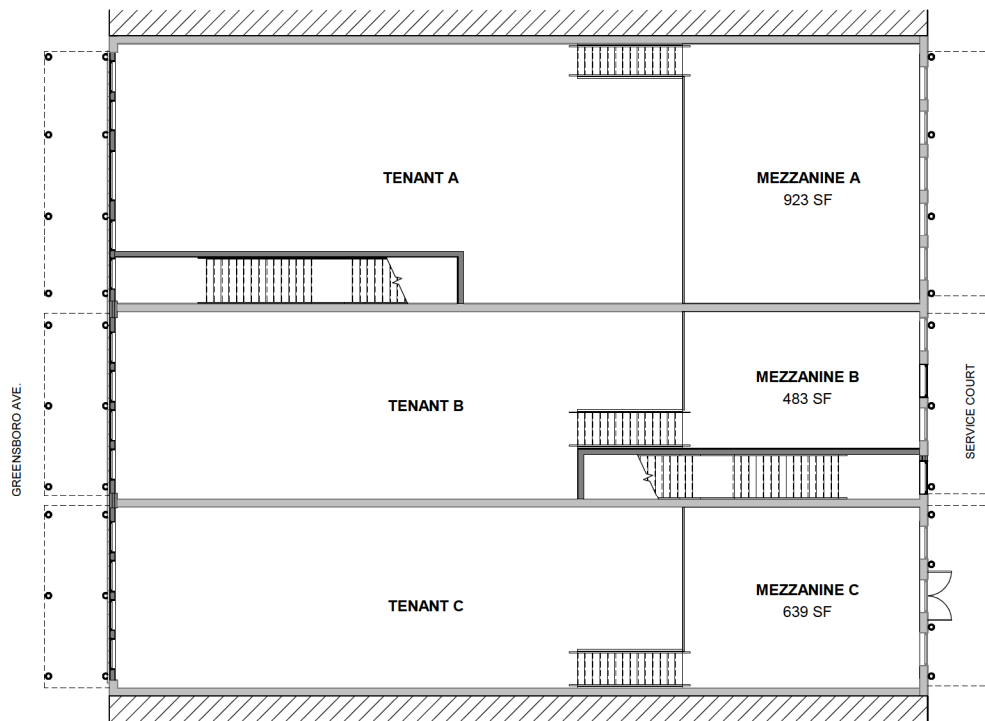 TENANT A
MEZZANINE A
923 SF
TENANT B
MEZZANINE B
483 SF
TENANT C
MEZZANINE C
639 SF
GREENSBORO AVE.
SERVICE COURT